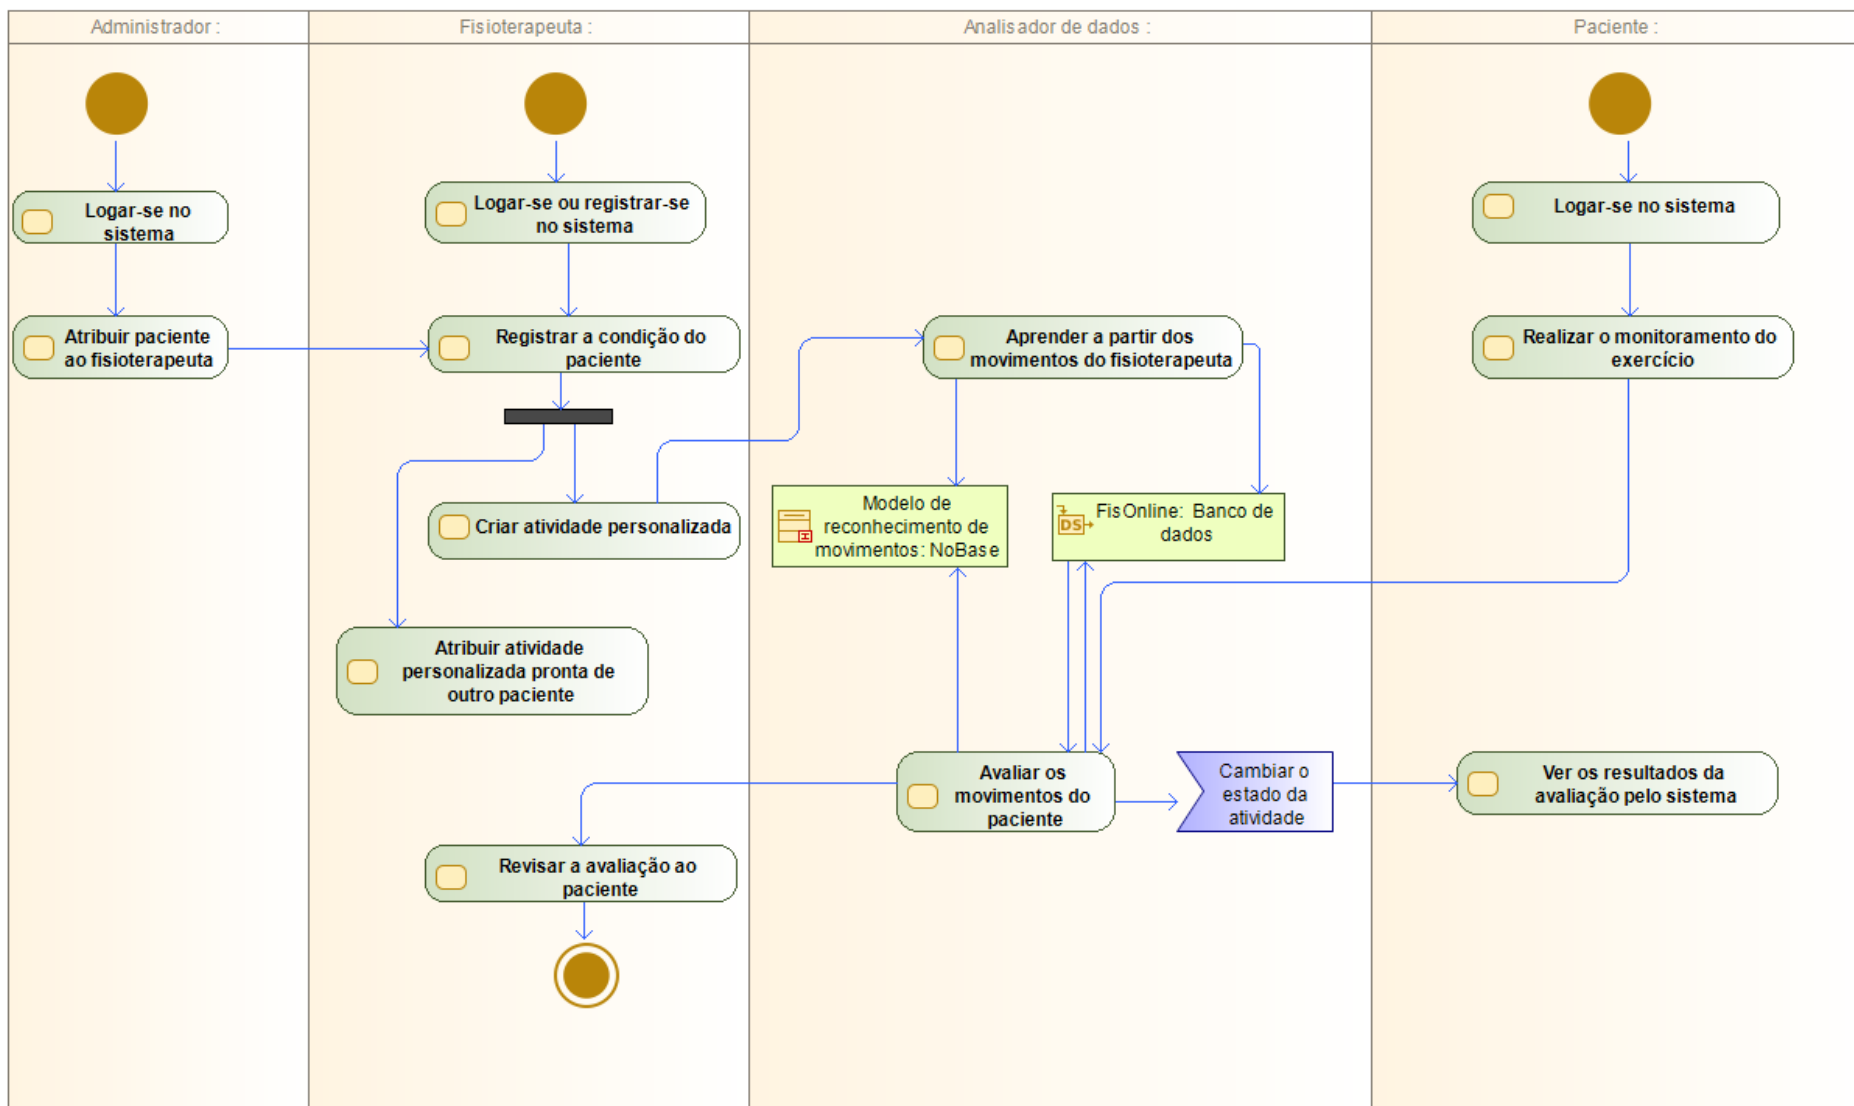 Administrador :
Fisioterapeuta :
Analisador de dados :
Paciente :
Logar-se no
sistema
Logar-se ou registrar-se
no sistema
Logar-se no sistema
Atribuir paciente
ao fisioterapeuta
Registrar a condição do
paciente
Aprender a partir dos
movimentos do fisioterapeuta
Realizar o monitoramento do
exercício
Criar atividade personalizada
Modelo de
reconhecimento de
movimentos: NoBase
DS
FisOnline: Banco de
dados
Atribuir atividade
personalizada pronta de
outro paciente
Avaliar os
movimentos do
paciente
Cambiar o
estado da
atividade
Ver os resultados da
avaliação pelo sistema
Revisar a avaliação ao
paciente